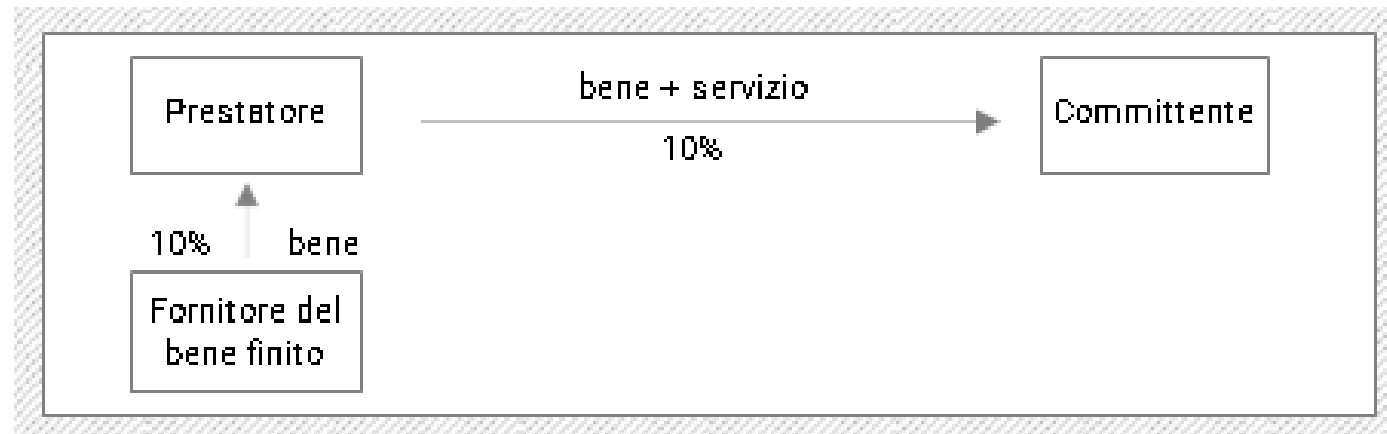 Prestatore
bene + servizio
10%
Committente
10% bene
Fornitore del
bene finito